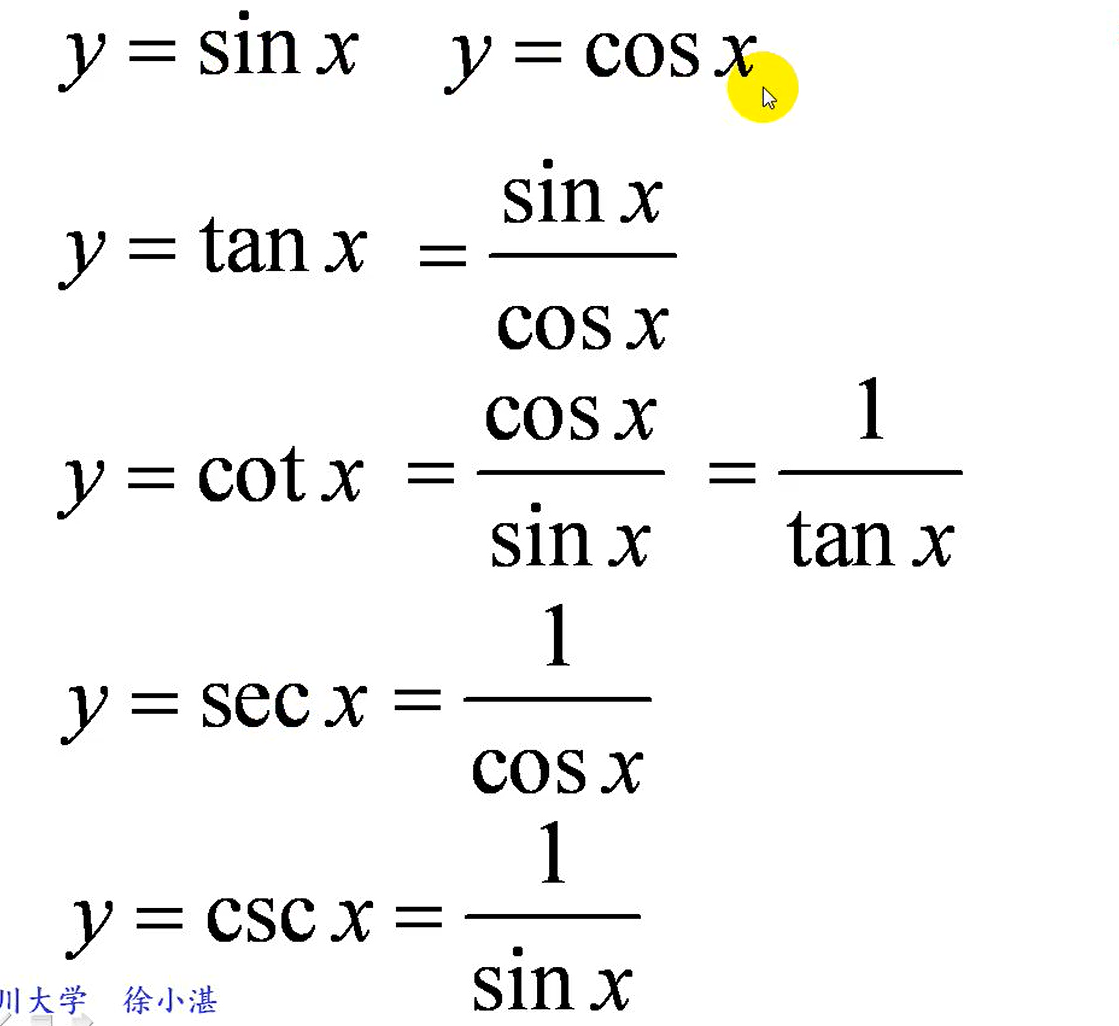 y = sin x  y = cos x
y = tan x = \frac{sin x}{cos x}
y = cot x = \frac{cos x}{sin x} = \frac{1}{tan x}
y = sec x = \frac{1}{cos x}
y = csc x = \frac{1}{sin x}
川大学 徐小湛